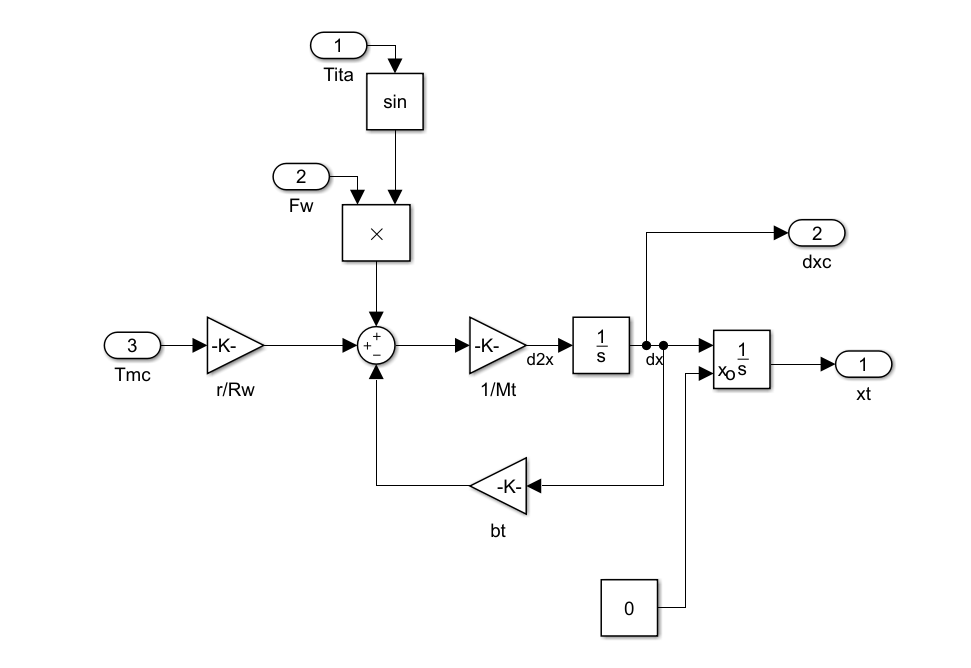 1
Tita
sin
2
Fw
×
2
dxc
3
Tmc
-K-
r/Rw
+
+
−
-K-
1/Mt
d2x
1
s
dx
1
s
xo
1
xt
-K-
bt
0